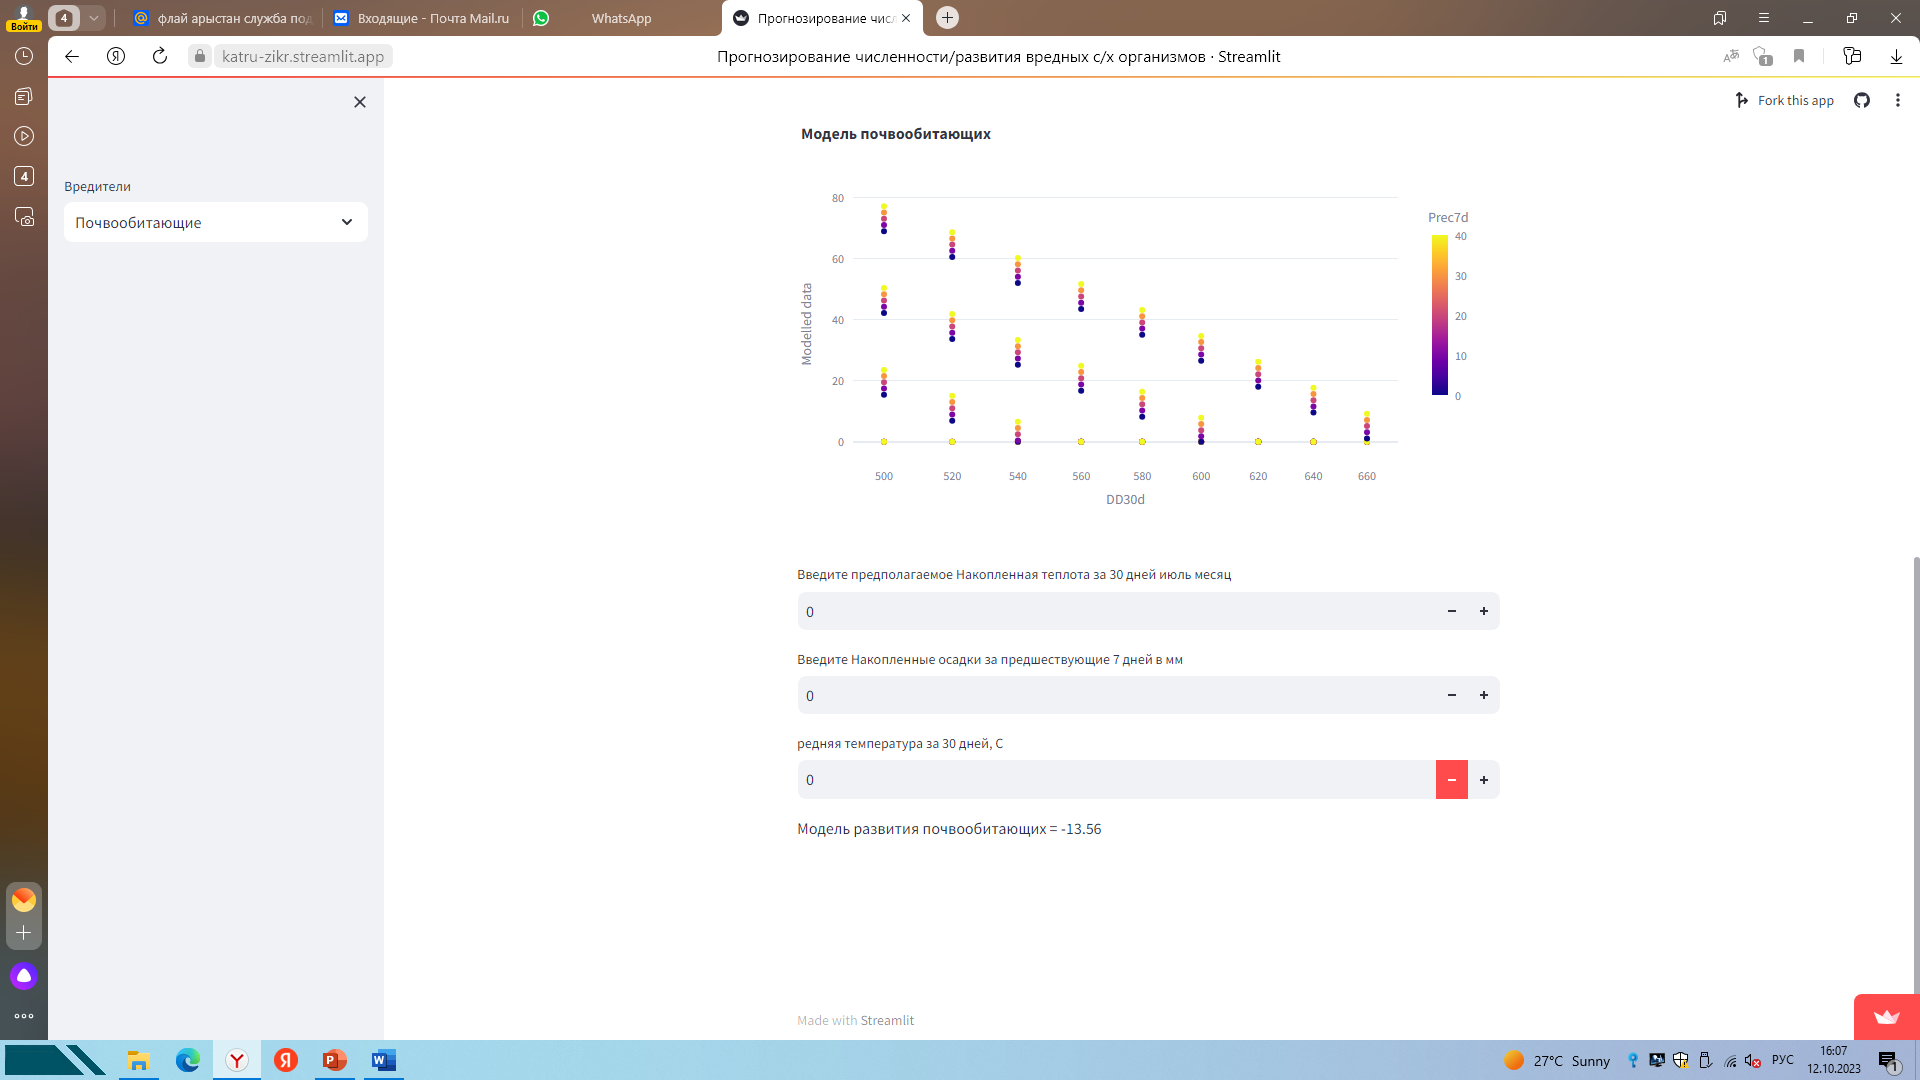 Войти
4
флай арыстан служба под
Входящие - Почта Mail.ru
WhatsApp
Прогнозирование числ
katru-zikr.streamlit.app
Прогнозирование численности/развития вредных с/х организмов · Streamlit
1
4
Fork this app
Вредители
Почвообитающие
Модель почвообитающих
Modelled data
80
60
40
20
0
500 520 540 560 580 600 620 640 660
DD30d
Prec7d
40
30
20
10
0
Введите предполагаемое Накопленная теплота за 30 дней июль месяц
0
Введите Накопленные осадки за предшествующие 7 дней в мм
0
редняя температура за 30 дней, С
0
Модель развития почвообитающих = -13.56
Made with Streamlit
27°C Sunny
РУС
16:07
12.10.2023
1